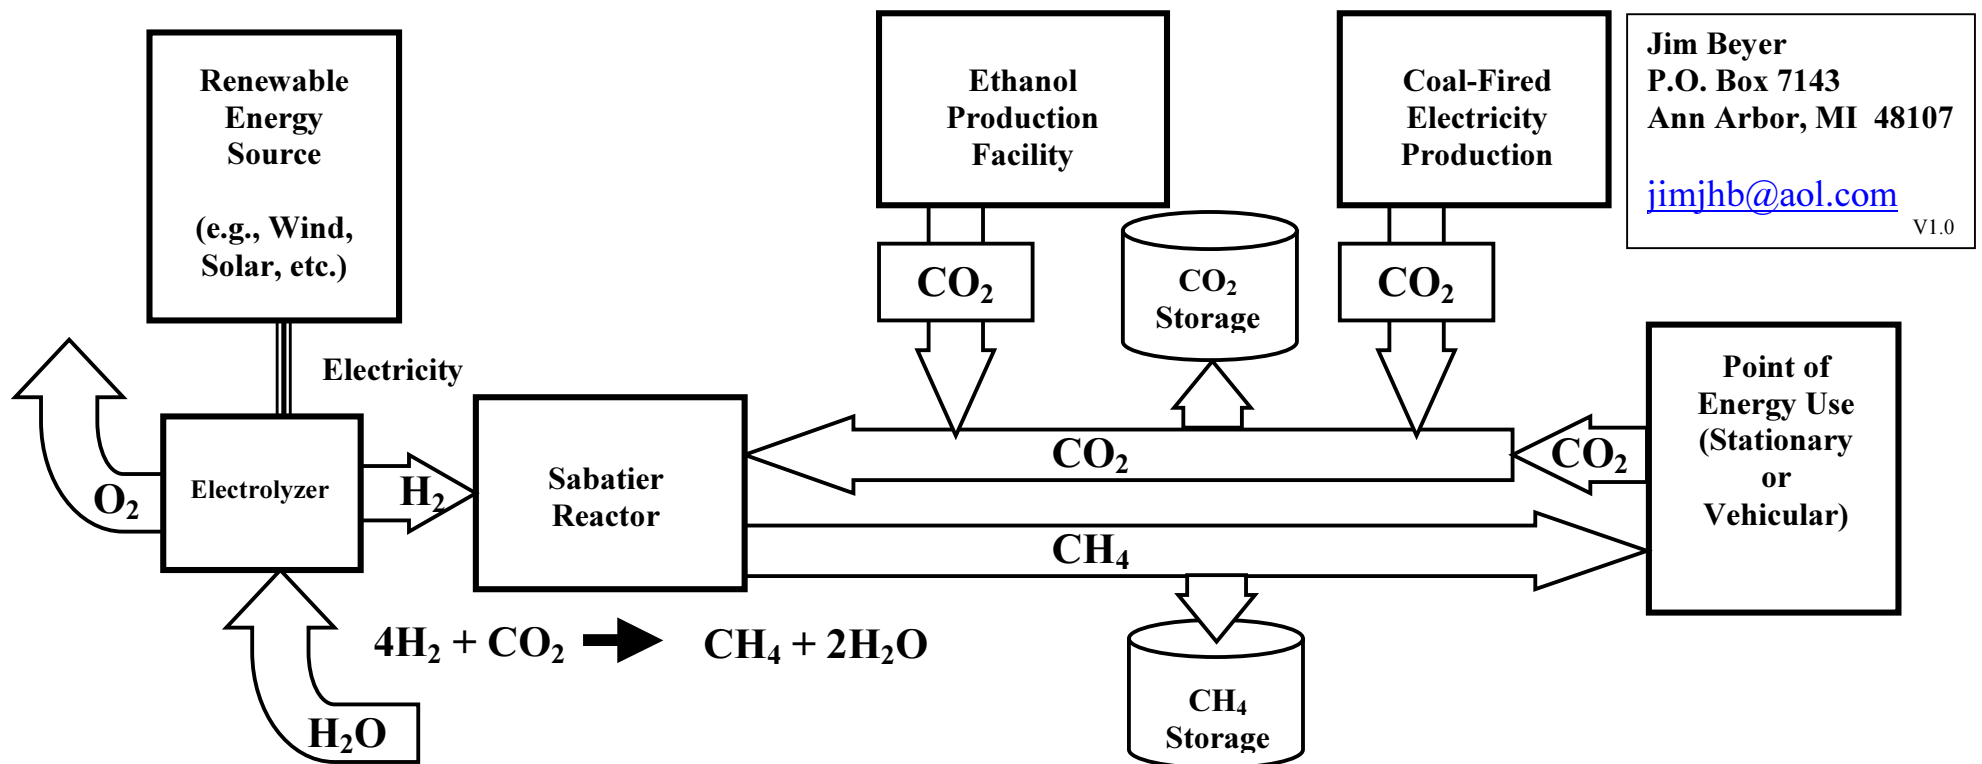 Renewable
Energy
Source
(e.g., Wind,
Solar, etc.)
Ethanol
Production
Facility
Coal-Fired
Electricity
Production
Jim Beyer
P.O. Box 7143
Ann Arbor, MI  48107
jimjhb@aol.com
V1.0
CO₂
CO₂
Storage
CO₂
Electricity
Point of
Energy Use
(Stationary
or
Vehicular)
O₂
Electrolyzer
H₂
Sabatier
Reactor
CO₂
CO₂
CH₄
4H₂ + CO₂ → CH₄ + 2H₂O
H₂O
CH₄
Storage